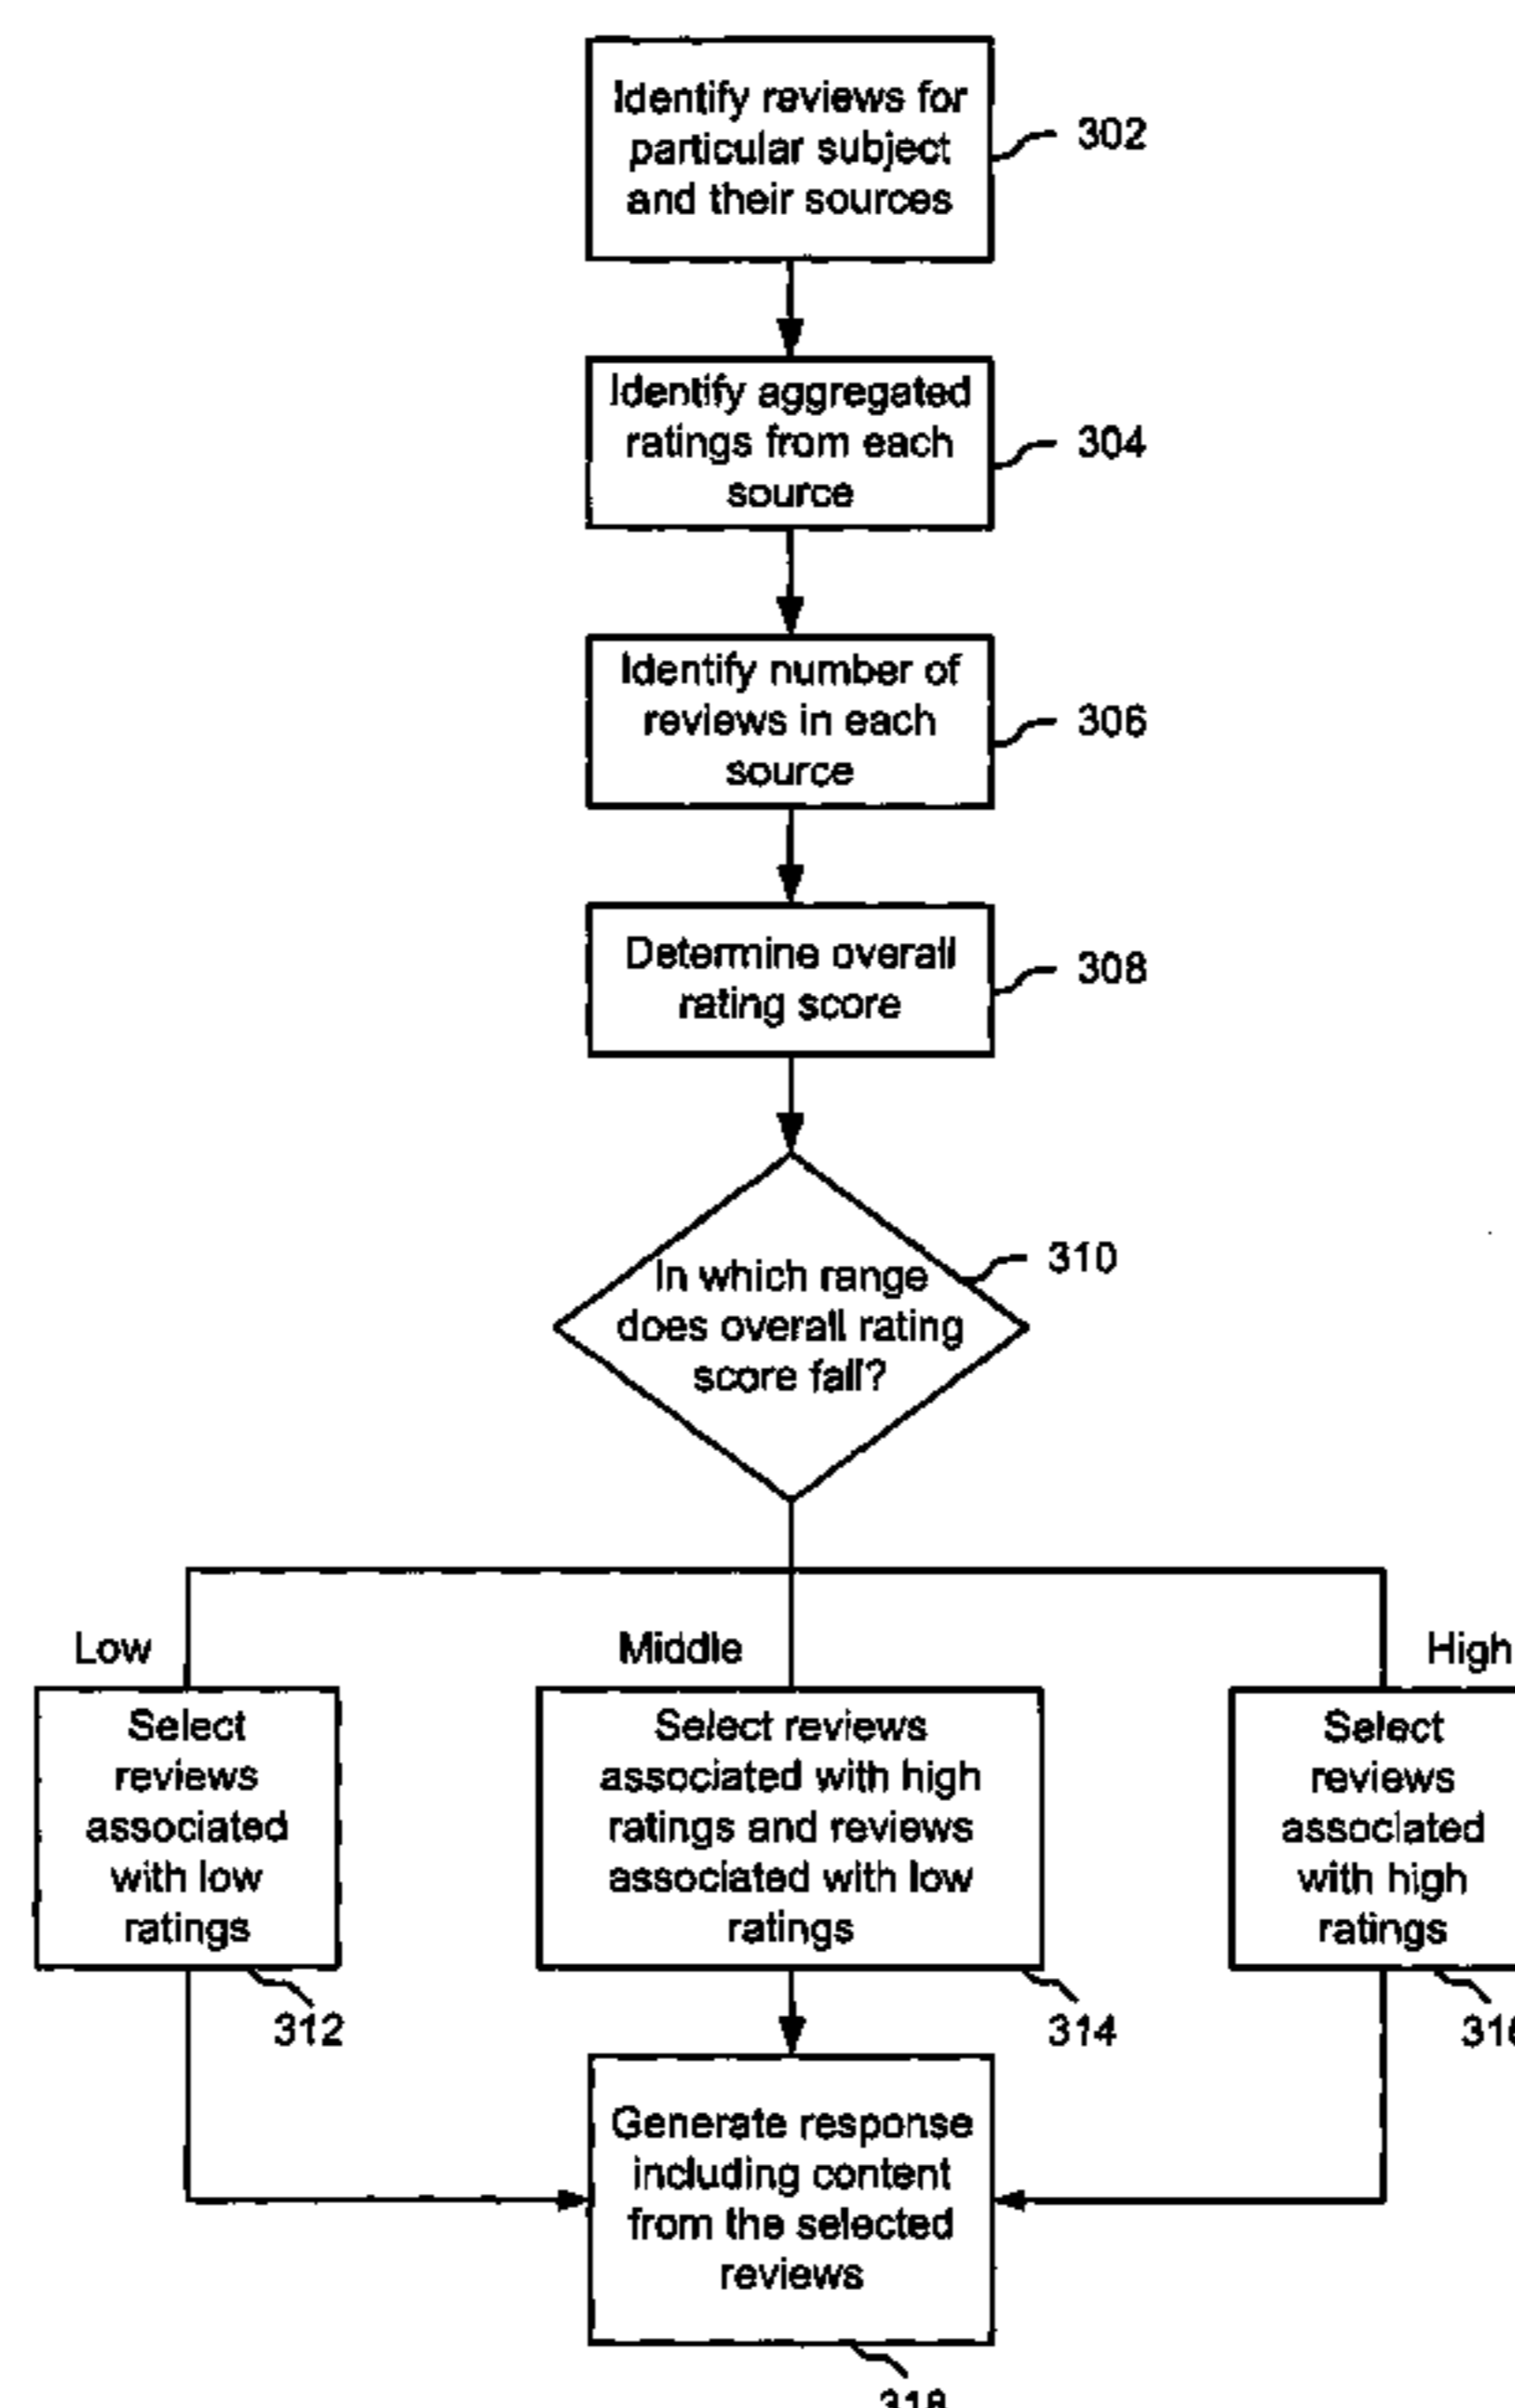 Identify reviews for
particular subject
and their sources
302
Identify aggregated
ratings from each
source
304
Identify number of
reviews in each
source
306
Determine overall
rating score
308
In which range
does overall rating
score fall?
310
Low
Middle
High
Select
reviews
associated
with low
ratings
312
Select reviews
associated with high
ratings and reviews
associated with low
ratings
314
Select
reviews
associated
with high
ratings
Generate response
including content
from the selected
reviews
318